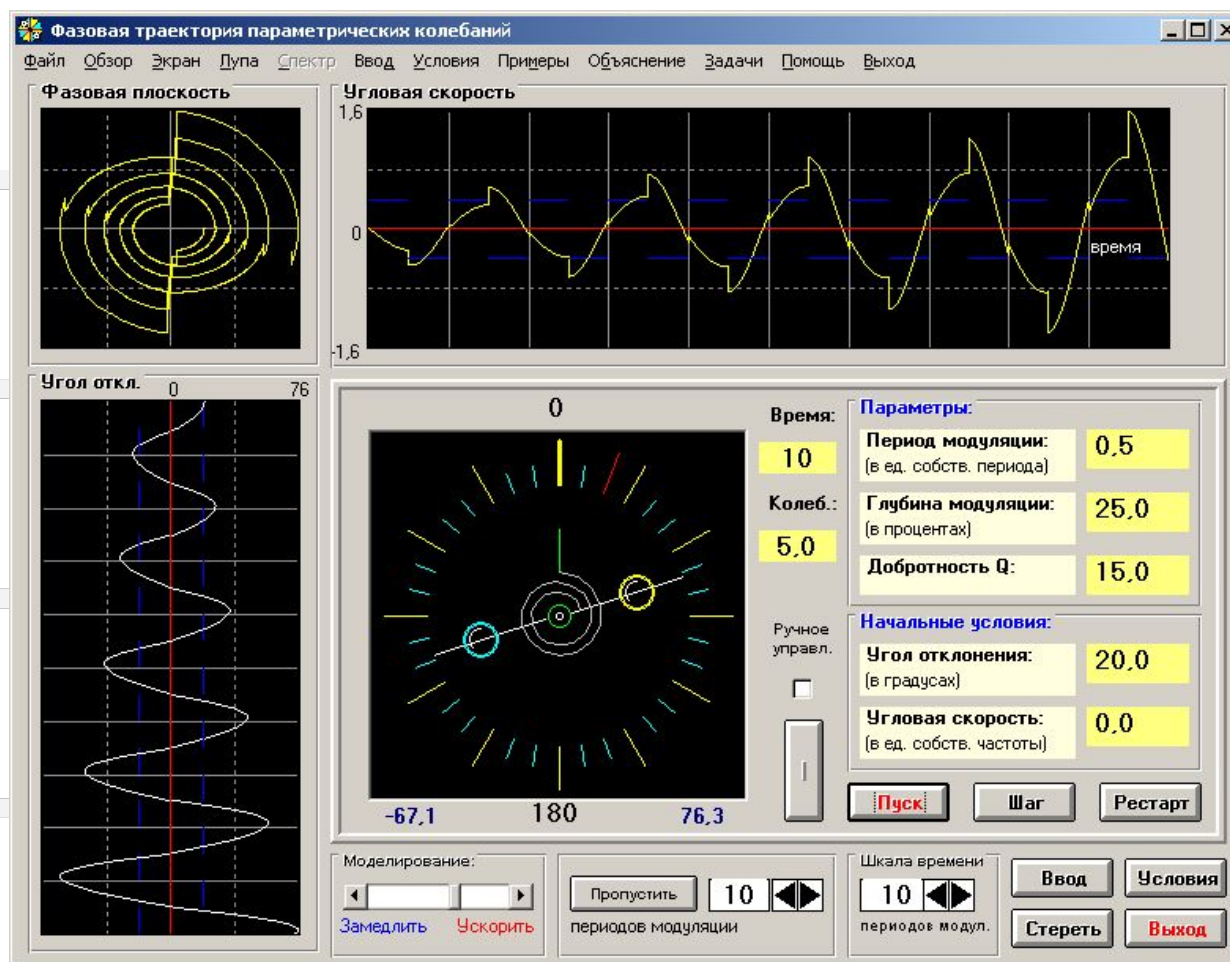 Фазовая траектория параметрических колебаний
Файл Обзор Экран Лупа Спектр Ввод Условия Примеры Объяснение Задачи Помощь Выход
Фазовая плоскость
Угловая скорость
1,6
0
-1,6
время
Угол откл.
0
76
0
180
-67,1
76,3
Время:
10
Колеб.:
5,0
Ручное
управл.
Параметры:
Период модуляции:
(в ед. собств. периода)
0,5
Глубина модуляции:
(в процентах)
25,0
Добротность Q:
15,0
Начальные условия:
Угол отклонения:
(в градусах)
20,0
Угловая скорость:
(в ед. собств. частоты)
0,0
Пуск
Шаг
Рестарт
Моделирование:
Замедлить
Ускорить
Пропустить
10
периодов модуляции
Шкала времени
10
периодов модул.
Ввод
Условия
Стереть
Выход